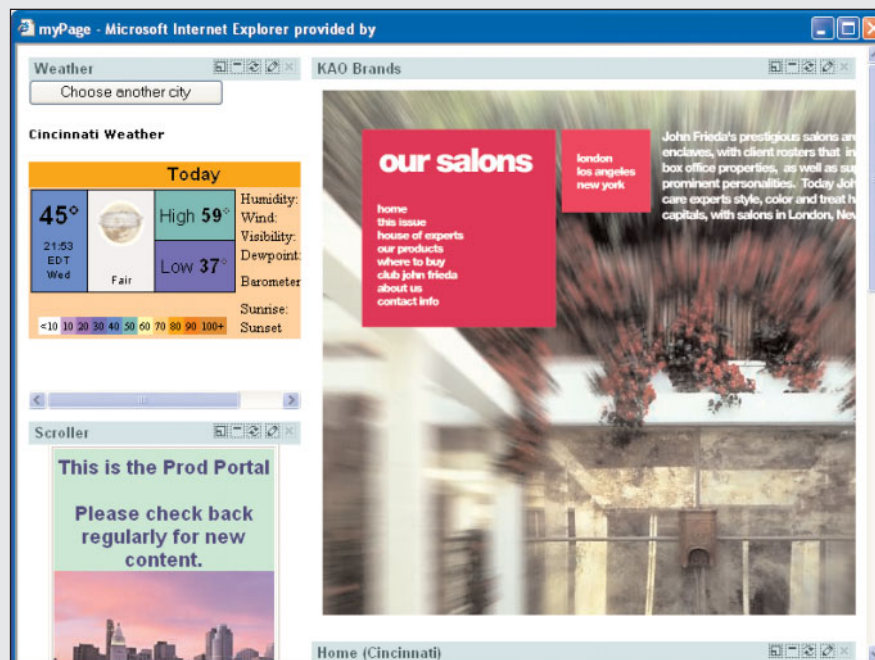 myPage - Microsoft Internet Explorer provided by
Weather
Choose another city
Cincinnati Weather
Today
45°
21:53
EDT
Wed
Fair
High 59°
Low 37°
Humidity:
Wind:
Visibility:
Dewpoint:
Barometer
Sunrise:
Sunset
<10 10 20 30 40 50 60 70 80 90 100+
Scroller
This is the Prod Portal
Please check back
regularly for new
content.
KAO Brands
our salons
home
this issue
house of experts
our products
where to buy
club john frieda
about us
contact info
london
los angeles
new york
John Frieda's prestigious salons are
enclaves, with client rosters that in
box office properties, as well as
prominent personalities. Today
care experts style, color and treat
capitals, with salons in London,
Home (Cincinnati)